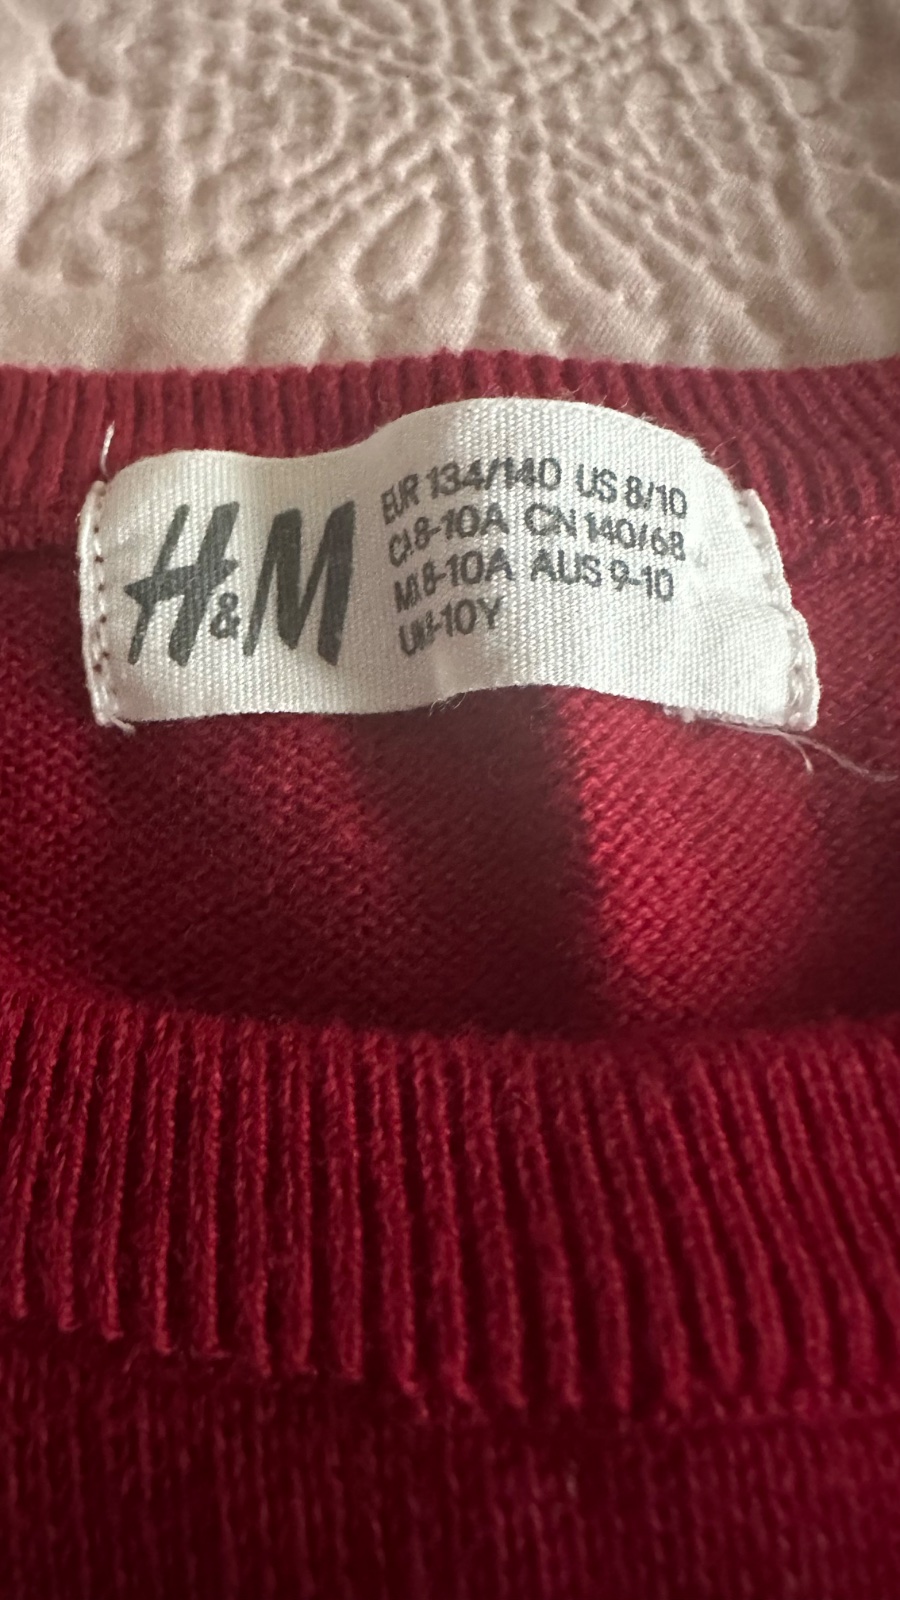 H&M
EUR 134/140 US 8/10
CA 8-10A CN 140/68
MX 8-10A AUS 9-10
UK 8-10Y